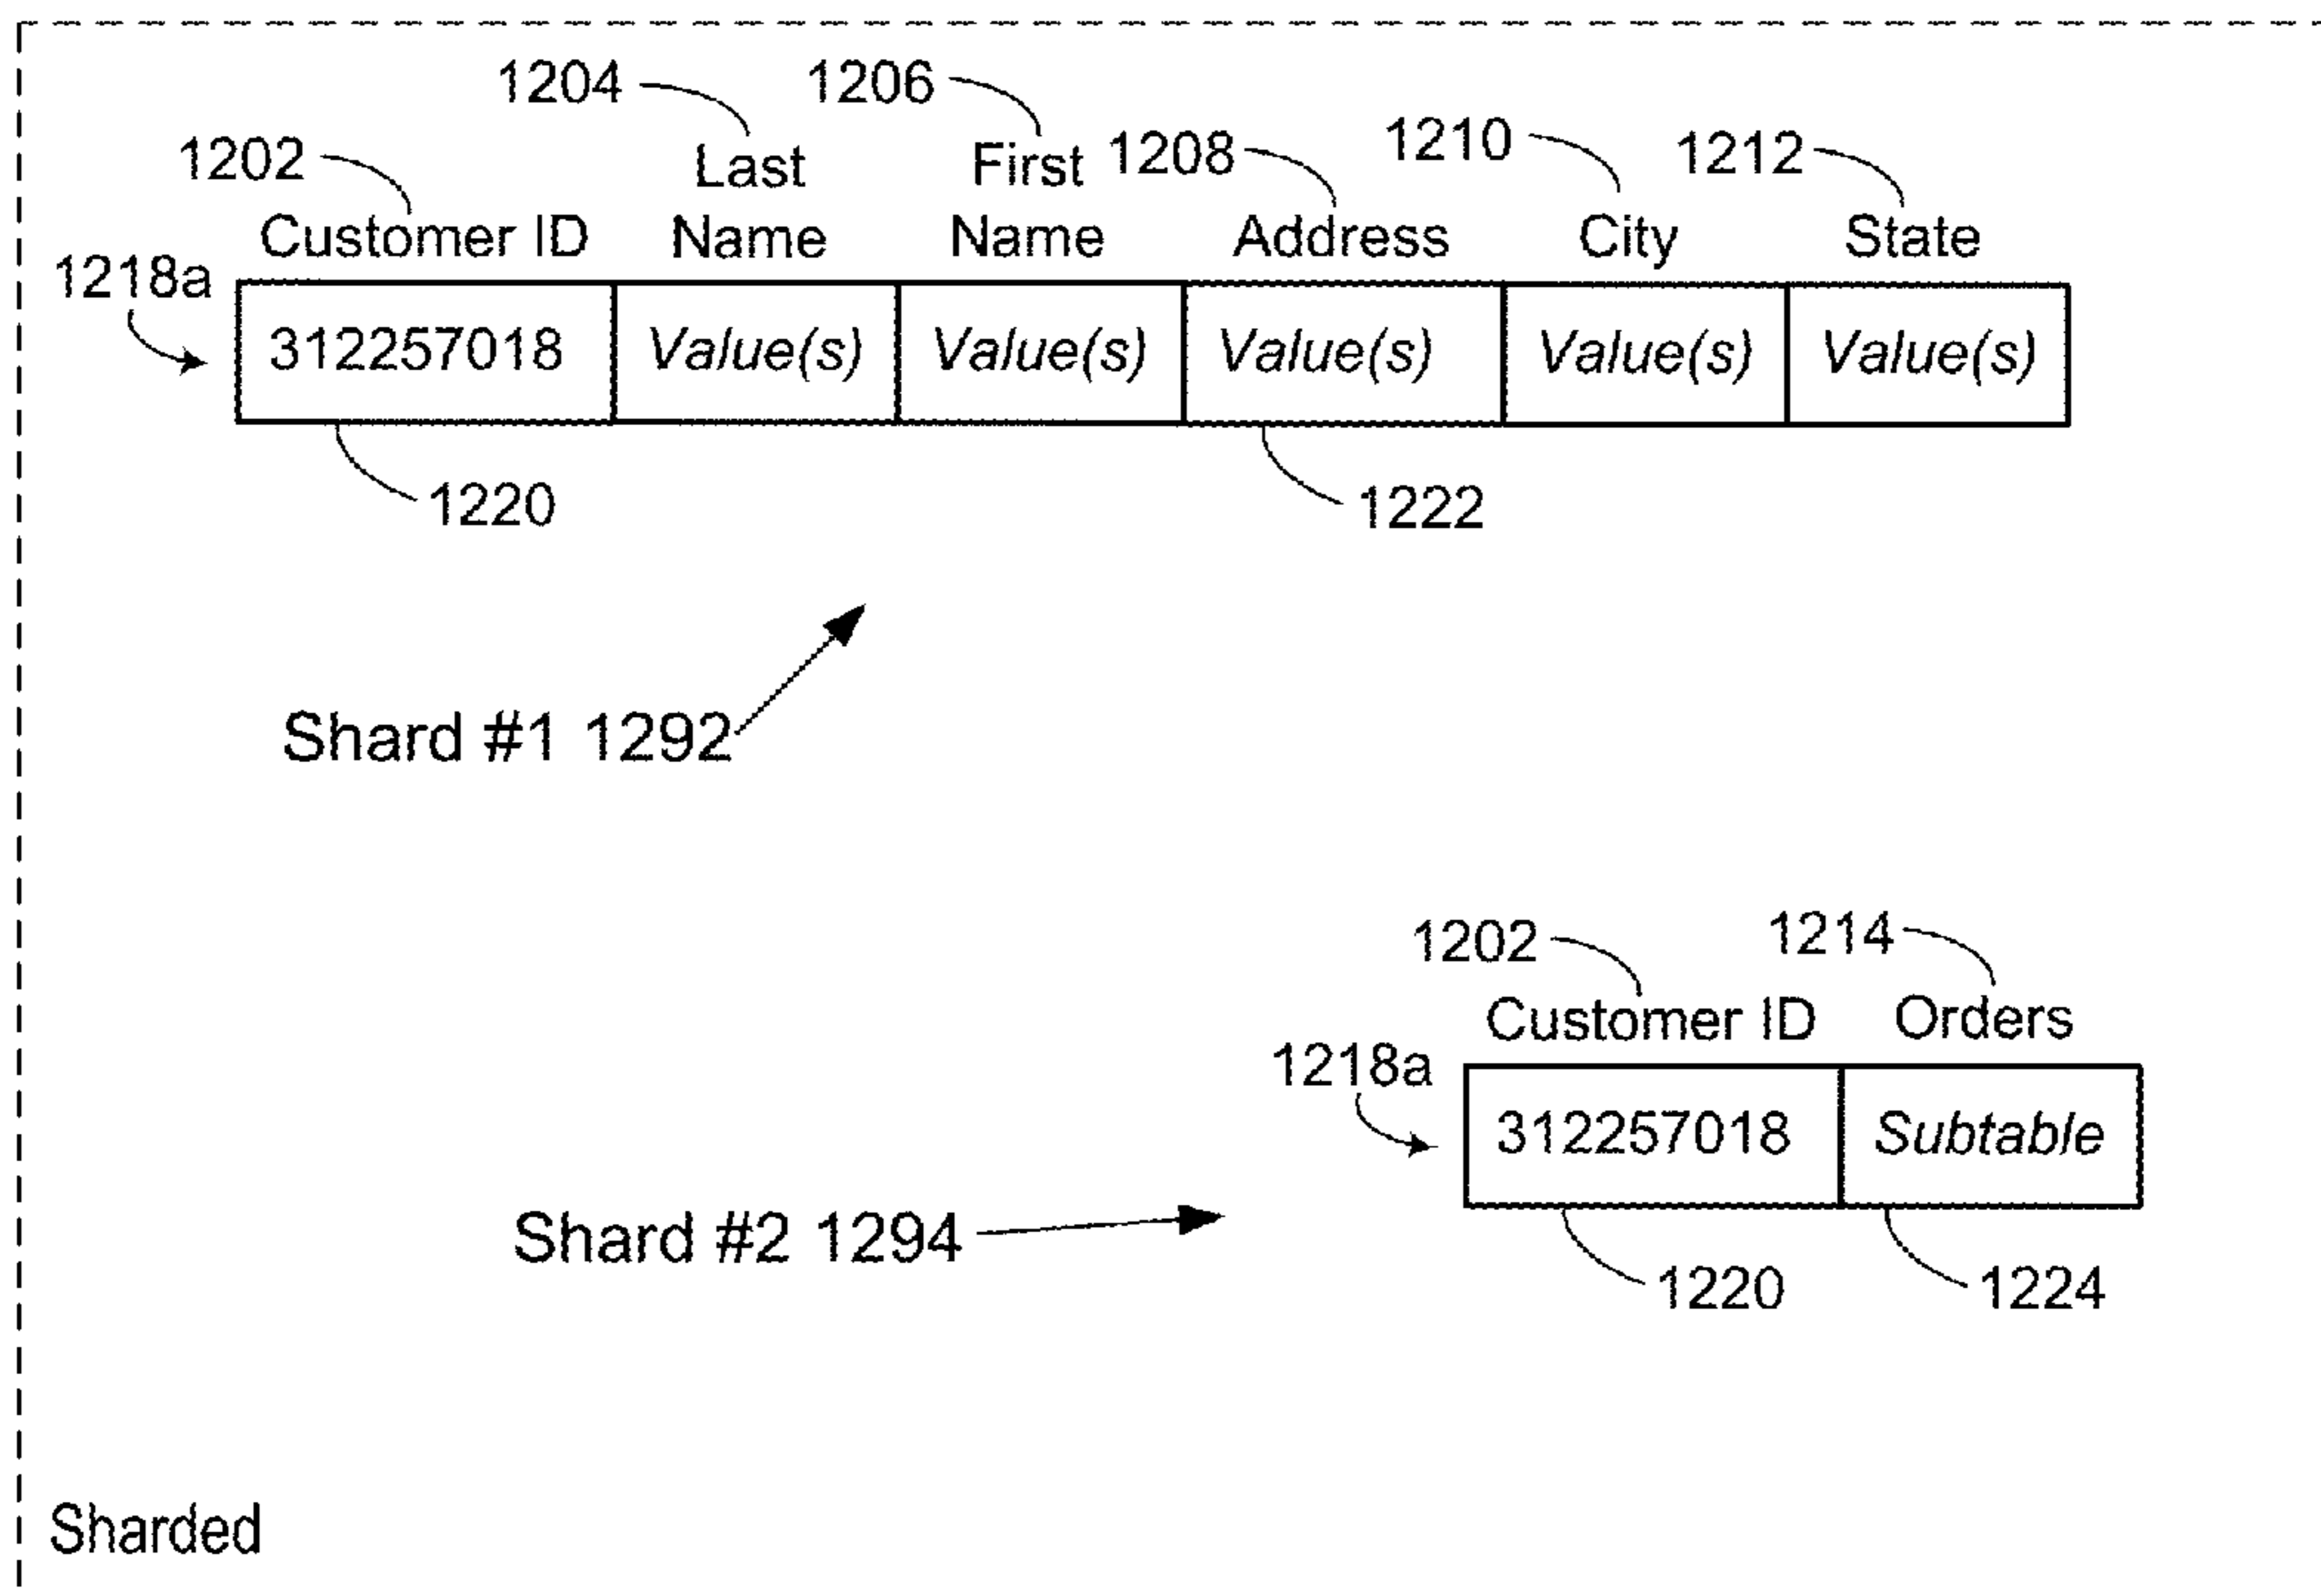 1204 1206
1202 Last First 1208 1210 1212
Customer ID Name Name Address City State
1218a
312257018 Value(s) Value(s) Value(s) Value(s) Value(s)
1220 1222
Shard #1 1292
1202 1214
Customer ID Orders
1218a
312257018 Subtable
Shard #2 1294
1220 1224
Sharded